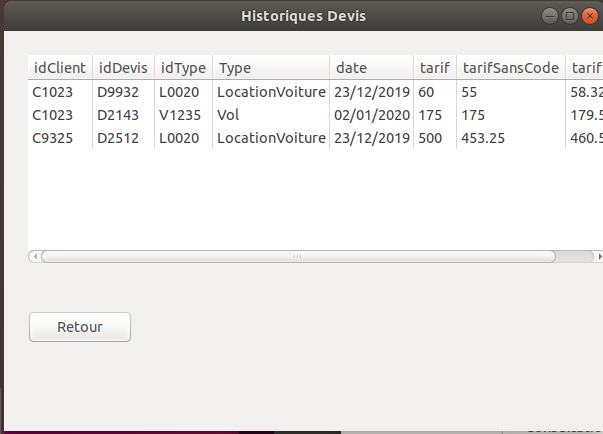 Historiques Devis
idClient idDevis idType Type date tarif tarifSansCode tarif
C1023 D9932 L0020 LocationVoiture 23/12/2019 60 55 58.32
C1023 D2143 V1235 Vol 02/01/2020 175 175 179.5
C9325 D2512 L0020 LocationVoiture 23/12/2019 500 453.25 460.5
Retour